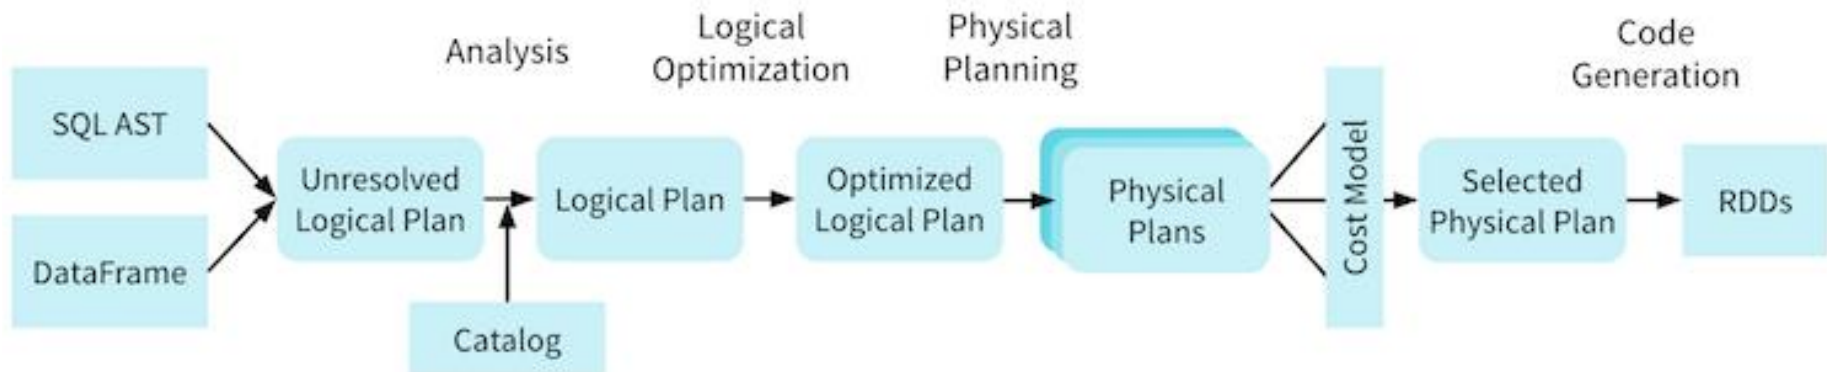 Analysis
Logical
Optimization
Physical
Planning
Code
Generation
SQL AST
DataFrame
Unresolved
Logical Plan
Catalog
Logical Plan
Optimized
Logical Plan
Physical
Plans
Cost Model
Selected
Physical Plan
RDDs